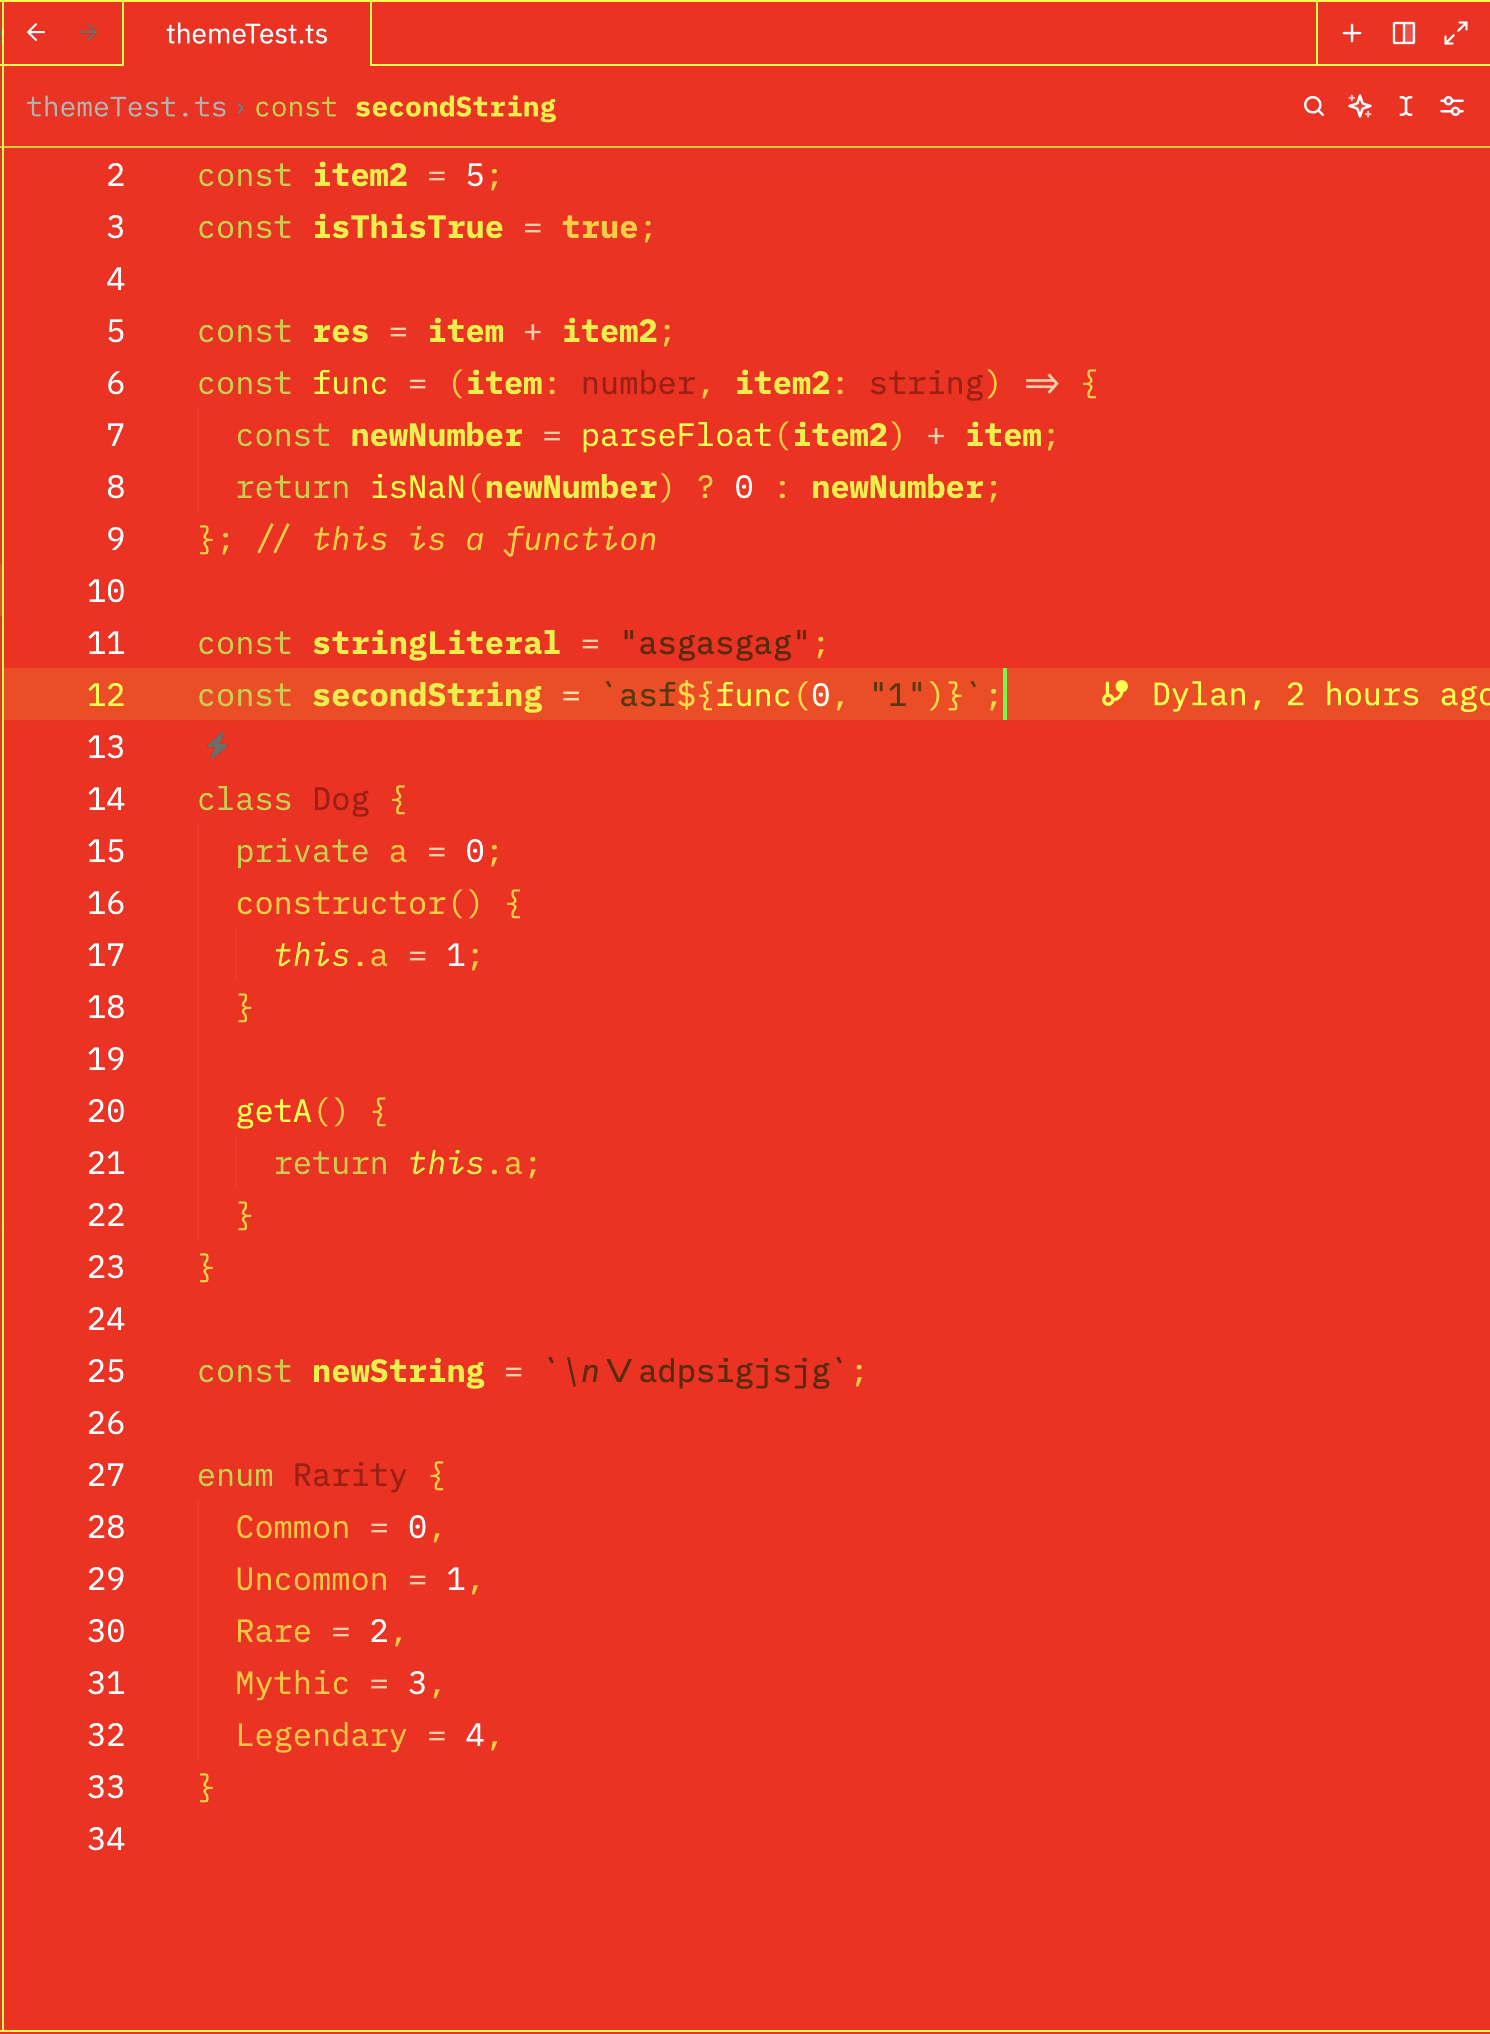 themeTest.ts
themeTest.ts › const secondString
2 const item2 = 5;
3 const isThisTrue = true;
4
5 const res = item + item2;
6 const func = (item: number, item2: string) => {
7 const newNumber = parseFloat(item2) + item;
8 return isNaN(newNumber) ? 0 : newNumber;
9 }; // this is a function
10
11 const stringLiteral = "asgasgag";
12 const secondString = `asf${func(0, "1")}`; Dylan, 2 hours ago
13
14 class Dog {
15 private a = 0;
16 constructor() {
17 this.a = 1;
18 }
19
20 getA() {
21 return this.a;
22 }
23 }
24
25 const newString = `\n\/adpsigjsjg`;
26
27 enum Rarity {
28 Common = 0,
29 Uncommon = 1,
30 Rare = 2,
31 Mythic = 3,
32 Legendary = 4,
33 }
34